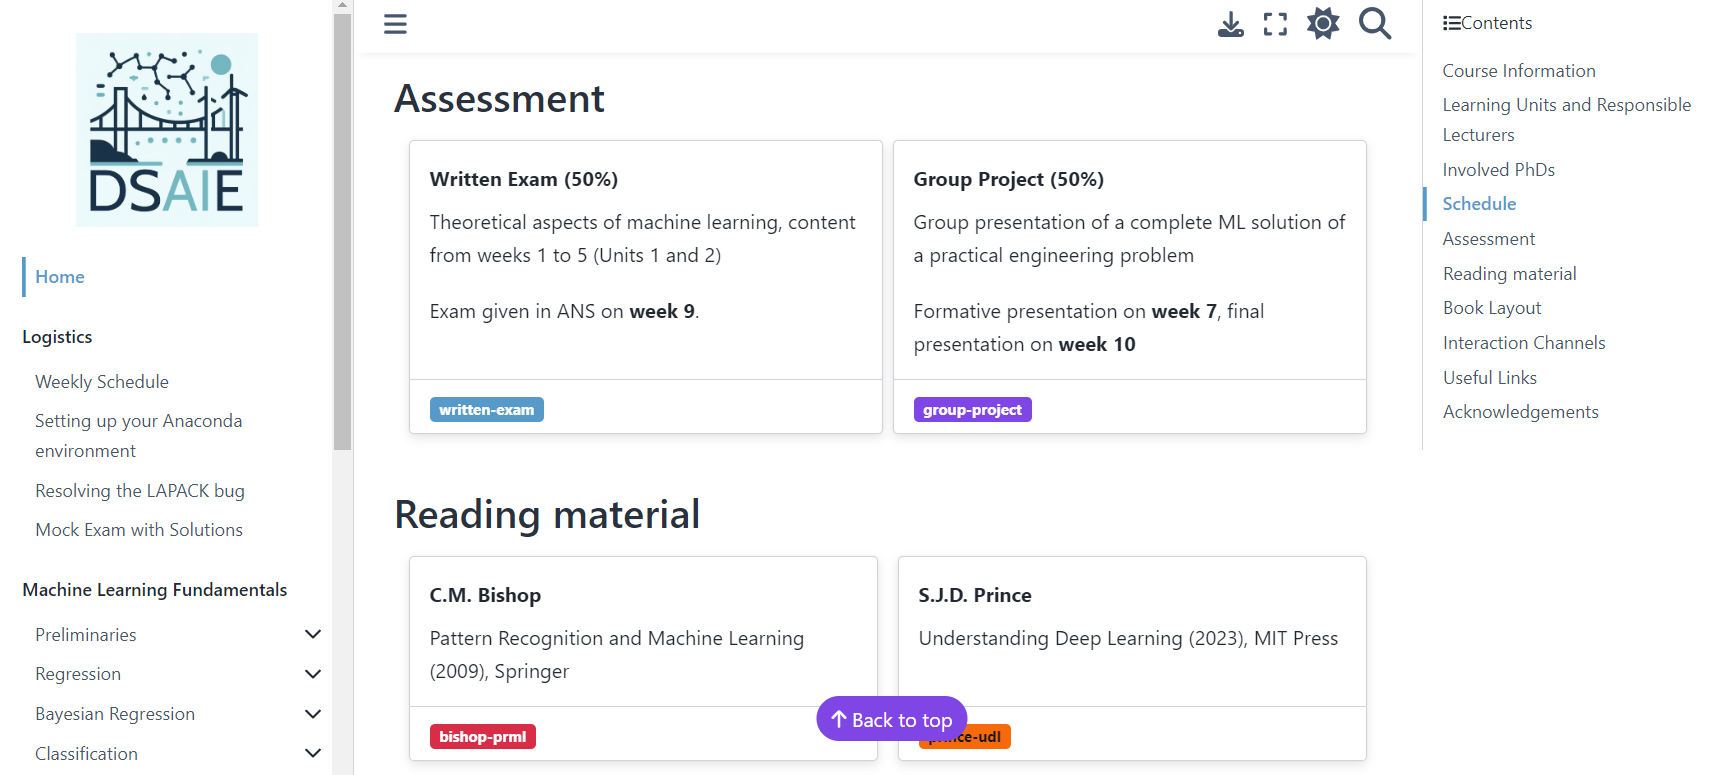 DSAIE
Home
Logistics
Weekly Schedule
Setting up your Anaconda
environment
Resolving the LAPACK bug
Mock Exam with Solutions
Machine Learning Fundamentals
Preliminaries
Regression
Bayesian Regression
Classification
Assessment
Written Exam (50%)
Theoretical aspects of machine learning, content
from weeks 1 to 5 (Units 1 and 2)
Exam given in ANS on week 9.
written-exam
Group Project (50%)
Group presentation of a complete ML solution of
a practical engineering problem
Formative presentation on week 7, final
presentation on week 10
group-project
Reading material
C.M. Bishop
Pattern Recognition and Machine Learning
(2009), Springer
bishop-prml
S.J.D. Prince
Understanding Deep Learning (2023), MIT Press
prince-udl
Back to top
Contents
Course Information
Learning Units and Responsible
Lecturers
Involved PhDs
Schedule
Assessment
Reading material
Book Layout
Interaction Channels
Useful Links
Acknowledgements